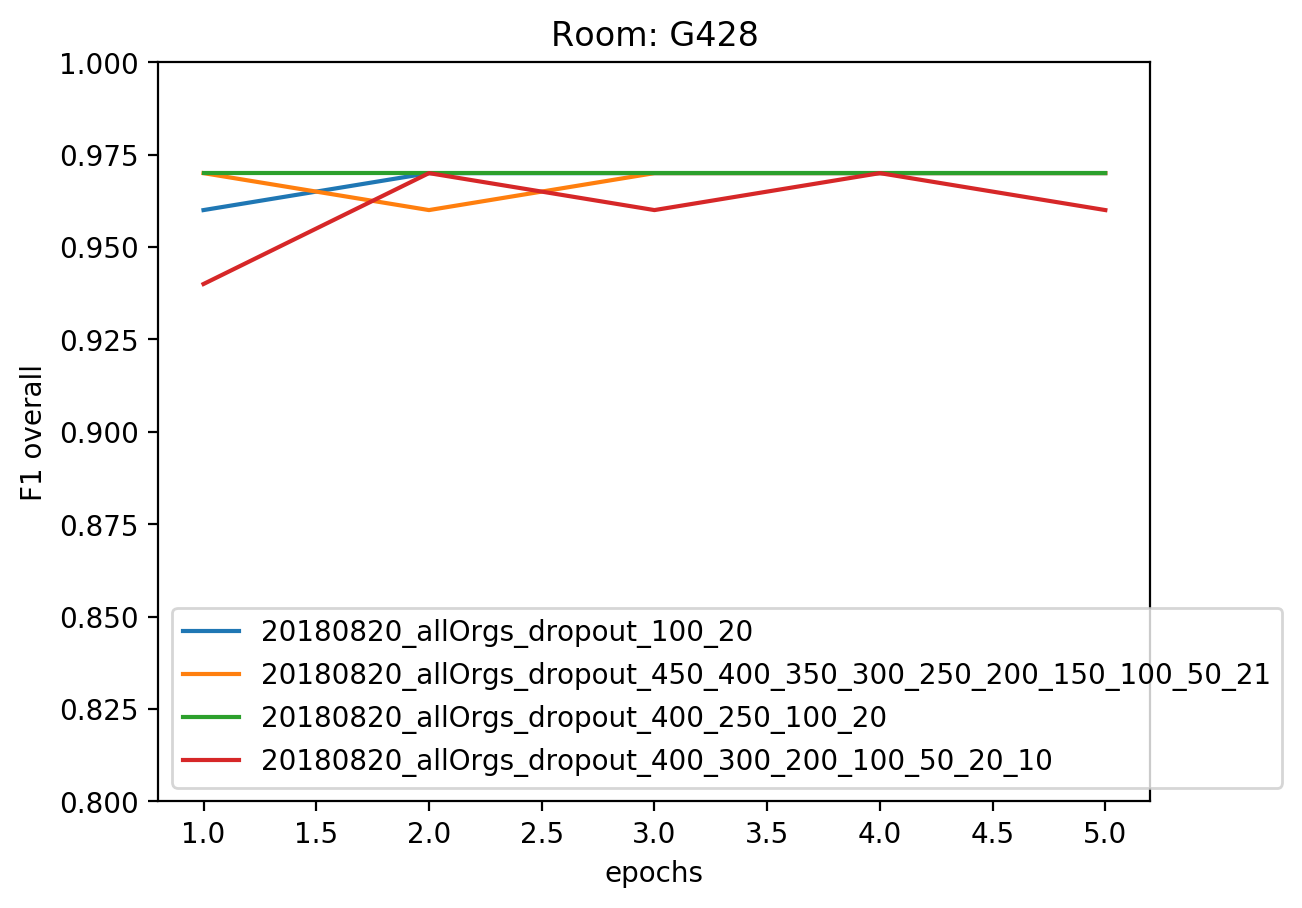 Room: G428
1.000
0.975
0.950
0.925
0.900
0.875
0.850
0.825
0.800
F1 overall
20180820_allOrgs_dropout_100_20
20180820_allOrgs_dropout_450_400_350_300_250_200_150_100_50_21
20180820_allOrgs_dropout_400_250_100_20
20180820_allOrgs_dropout_400_300_200_100_50_20_10
1.0 1.5 2.0 2.5 3.0 3.5 4.0 4.5 5.0
epochs